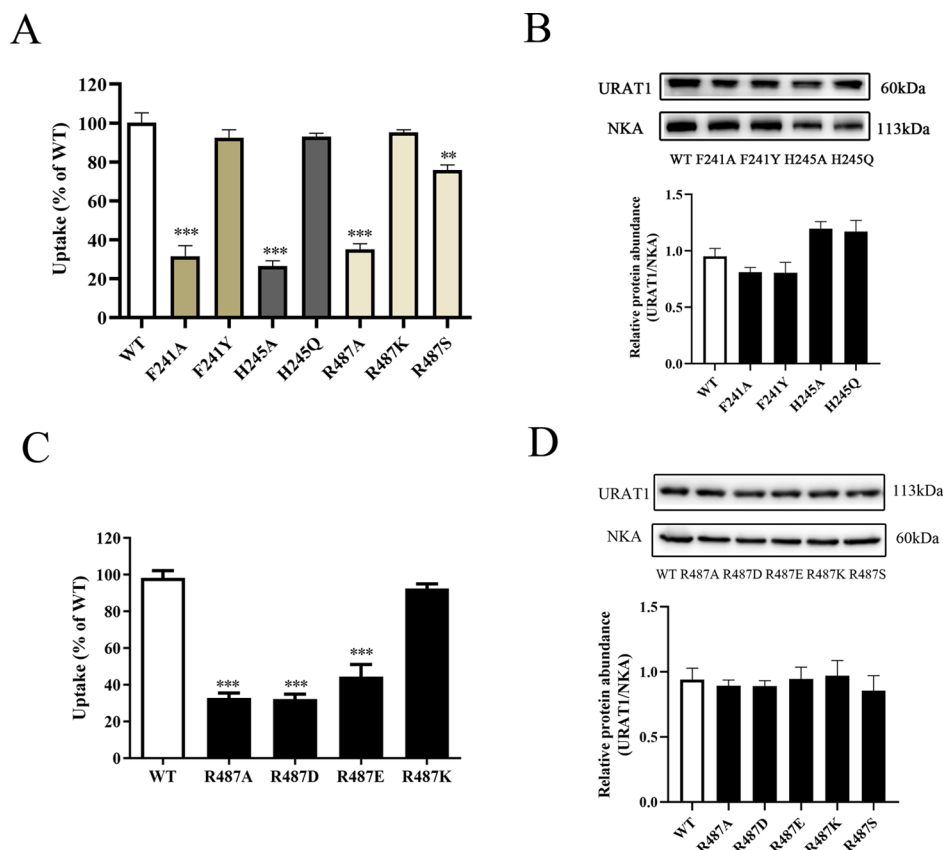 A
Uptake (% of WT)
120
100
80
60
40
20
0
***
***
***
**
WT
F241A
F241Y
H245A
H245Q
R487A
R487K
R487S
B
URAT1
60kDa
NKA
113kDa
WT F241A F241Y H245A H245Q
Relative protein abundance
(URAT1/NKA)
1.5
1.0
0.5
0.0
WT
F241A
F241Y
H245A
H245Q
C
Uptake (% of WT)
120
100
80
60
40
20
0
***
***
***
WT
R487A
R487D
R487E
R487K
D
URAT1
113kDa
NKA
60kDa
WT R487A R487D R487E R487K R487S
Relative protein abundance
(URAT1/NKA)
1.5
1.0
0.5
0.0
WT
R487A
R487D
R487E
R487K
R487S